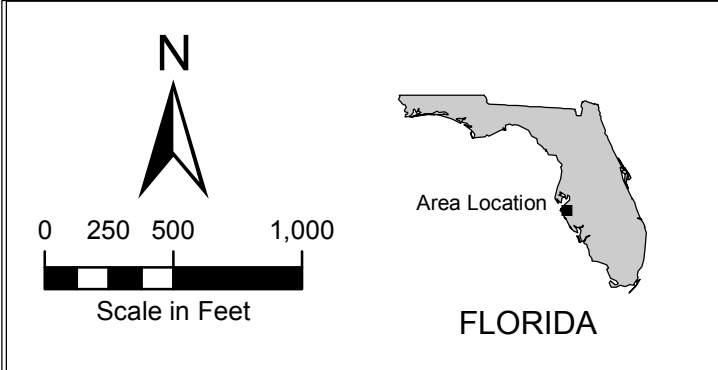 N
0 250 500 1,000
Scale in Feet
Area Location
FLORIDA